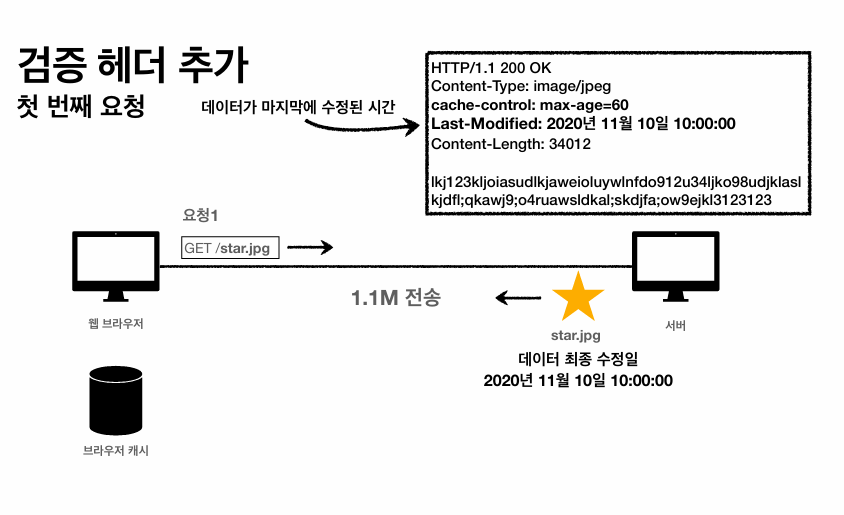 검증 헤더 추가
첫 번째 요청
데이터가 마지막에 수정된 시간
HTTP/1.1 200 OK
Content-Type: image/jpeg
cache-control: max-age=60
Last-Modified: 2020년 11월 10일 10:00:00
Content-Length: 34012
lkj123kljoiasudlkjaweioluywlnfdo912u34ljko98udjklasl
kjdfl;qkawj9;o4ruawsldkal;skdjfa;ow9ejkl3123123
요청1
GET /star.jpg
1.1M 전송
웹 브라우저
star.jpg
서버
데이터 최종 수정일
2020년 11월 10일 10:00:00
브라우저 캐시